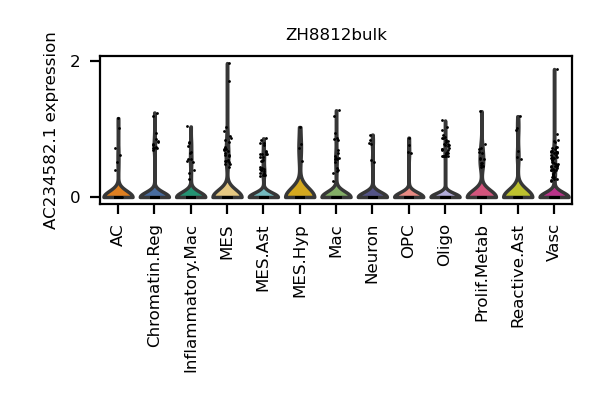 ZH8812bulk
AC234582.1 expression
2
0
AC
Chromatin.Reg
Inflammatory.Mac
MES
MES.Ast
MES.Hyp
Mac
Neuron
OPC
Oligo
Prolif.Metab
Reactive.Ast
Vasc